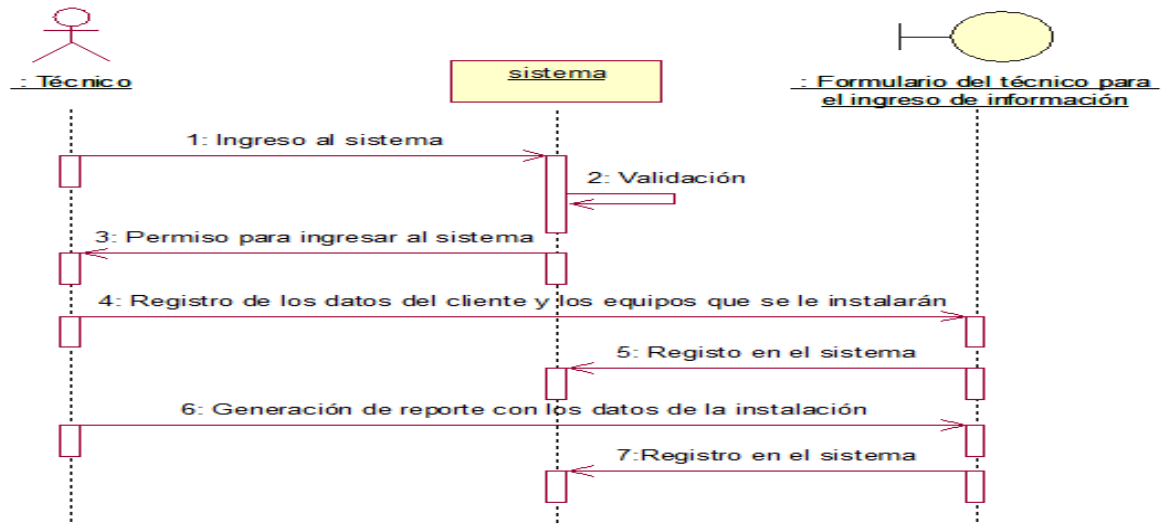 : Técnico
sistema
: Formulario del técnico para
el ingreso de información
1: Ingreso al sistema
2: Validación
3: Permiso para ingresar al sistema
4: Registro de los datos del cliente y los equipos que se le instalarán
5: Registo en el sistema
6: Generación de reporte con los datos de la instalación
7:Registro en el sistema